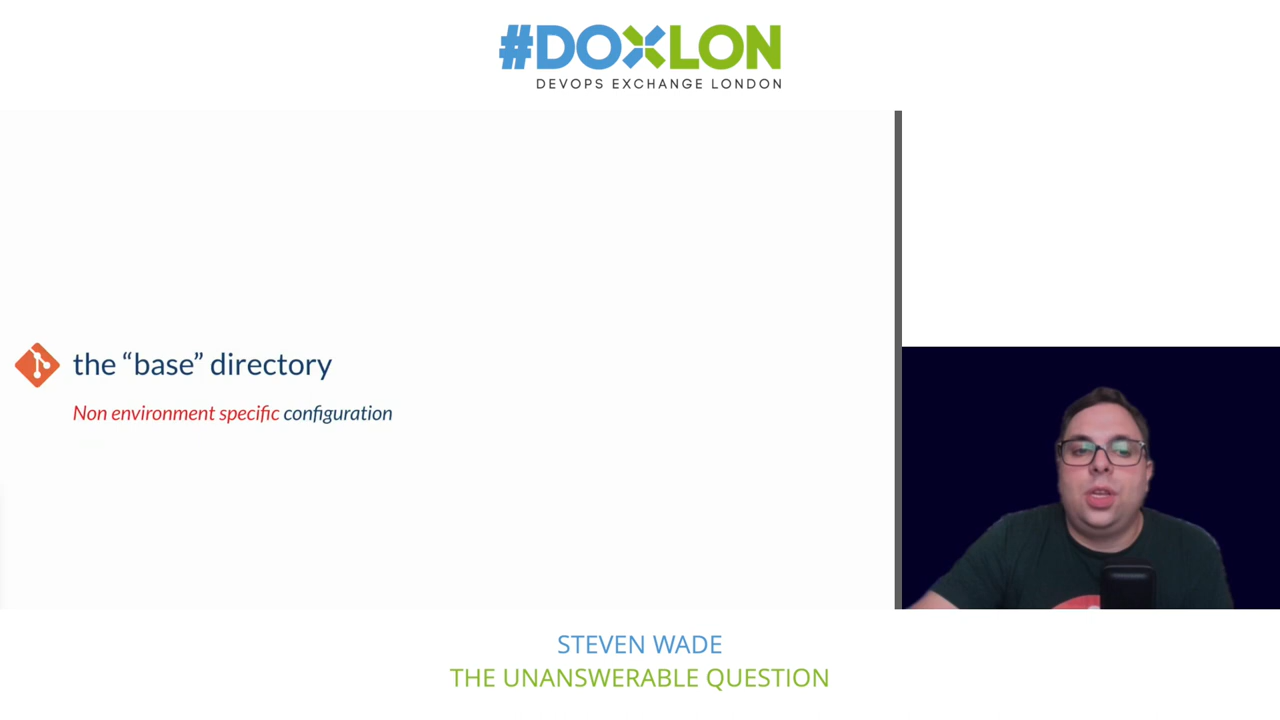 #DOXLON
DEVOPS EXCHANGE LONDON
the “base” directory
Non environment specific configuration
STEVEN WADE
THE UNANSWERABLE QUESTION